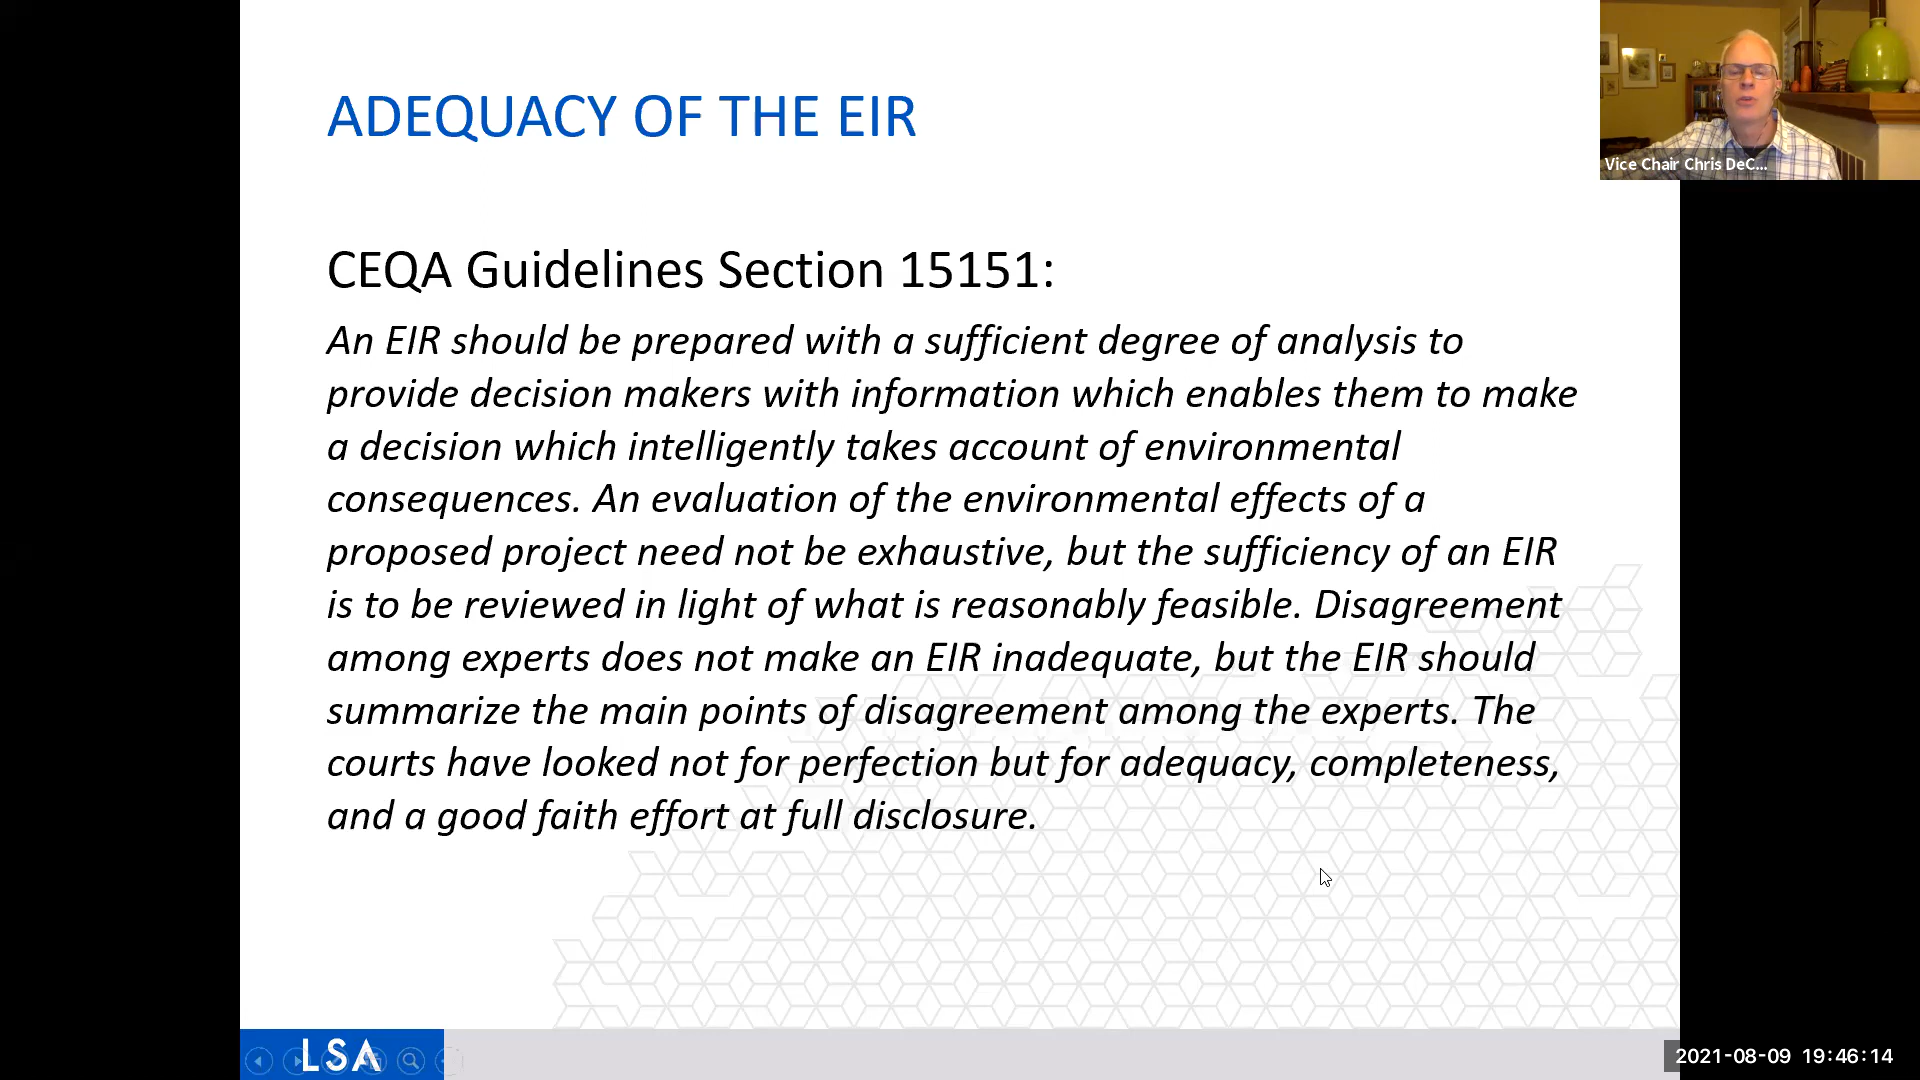 ADEQUACY OF THE EIR
Vice Chair Chris DeC...
CEQA Guidelines Section 15151:
An EIR should be prepared with a sufficient degree of analysis to
provide decision makers with information which enables them to make
a decision which intelligently takes account of environmental
consequences. An evaluation of the environmental effects of a
proposed project need not be exhaustive, but the sufficiency of an EIR
is to be reviewed in light of what is reasonably feasible. Disagreement
among experts does not make an EIR inadequate, but the EIR should
summarize the main points of disagreement among the experts. The
courts have looked not for perfection but for adequacy, completeness,
and a good faith effort at full disclosure.
LSA
2021-08-09 19:46:14